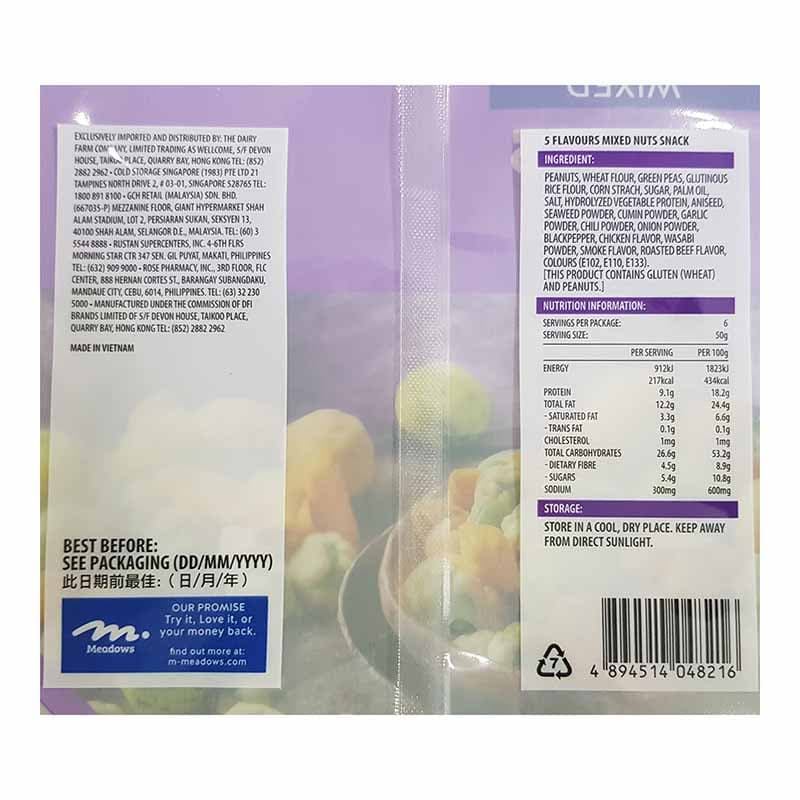 EXCLUSIVELY IMPORTED AND DISTRIBUTED BY: THE DAIRY
FARM COMPANY, LIMITED TRADING AS WELLCOME, 5/F DEVON
HOUSE, TAIKOO PLACE, QUARRY BAY, HONG KONG TEL: (852)
2882 2962 • COLD STORAGE SINGAPORE (1983) PTE LTD 21
TAMPINES NORTH DRIVE 2, # 03-01, SINGAPORE 528765 TEL:
1800 891 8100 • GCH RETAIL (MALAYSIA) SDN. BHD.
(667035-P) MEZZANINE FLOOR, GIANT HYPERMARKET SHAH
ALAM STADIUM, LOT 2, PERSIARAN SUKAN, SEKSYEN 13,
40100 SHAH ALAM, SELANGOR D.E., MALAYSIA. TEL: (60) 3
5544 8888 • RUSTAN SUPERCENTERS, INC. 4-6TH FLRS
MORNING STAR CTR 347 SEN. GIL PUYAT, MAKATI, PHILIPPINES
TEL: (632) 909 9000 • ROSE PHARMACY, INC., 3RD FLOOR, FLC
CENTER, 888 HERNAN CORTES ST., BARANGAY SUBANGDAKU,
MANDAUE CITY, CEBU, 6014, PHILIPPINES. TEL: (63) 32 230
5000 • MANUFACTURED UNDER THE COMMISSION OF DFI
BRANDS LIMITED OF 5/F DEVON HOUSE, TAIKOO PLACE,
QUARRY BAY, HONG KONG TEL: (852) 2882 2962
MADE IN VIETNAM
BEST BEFORE:
SEE PACKAGING (DD/MM/YYYY)
此日期前最佳:（日/月/年）
m.
Meadows
OUR PROMISE
Try it, Love it, or
your money back.
find out more at:
m-meadows.com
MIXED
5 FLAVOURS MIXED NUTS SNACK
INGREDIENT:
PEANUTS, WHEAT FLOUR, GREEN PEAS, GLUTINOUS
RICE FLOUR, CORN STRACH, SUGAR, PALM OIL,
SALT, HYDROLYZED VEGETABLE PROTEIN, ANISEED,
SEAWEED POWDER, CUMIN POWDER, GARLIC
POWDER, CHILI POWDER, ONION POWDER,
BLACKPEPPER, CHICKEN FLAVOR, WASABI
POWDER, SMOKE FLAVOR, ROASTED BEEF FLAVOR,
COLOURS (E102, E110, E133).
[THIS PRODUCT CONTAINS GLUTEN (WHEAT)
AND PEANUTS.]
NUTRITION INFORMATION:
SERVINGS PER PACKAGE: 6
SERVING SIZE: 50g
PER SERVING PER 100g
ENERGY 912kJ 1823kJ
217kcal 434kcal
PROTEIN 9.1g 18.2g
TOTAL FAT 12.2g 24.4g
- SATURATED FAT 3.3g 6.6g
- TRANS FAT 0.1g 0.1g
CHOLESTEROL 1mg 1mg
TOTAL CARBOHYDRATES 26.6g 53.2g
- DIETARY FIBRE 4.5g 8.9g
- SUGARS 5.4g 10.8g
SODIUM 300mg 600mg
STORAGE:
STORE IN A COOL, DRY PLACE. KEEP AWAY
FROM DIRECT SUNLIGHT.
7
4 894514 048216